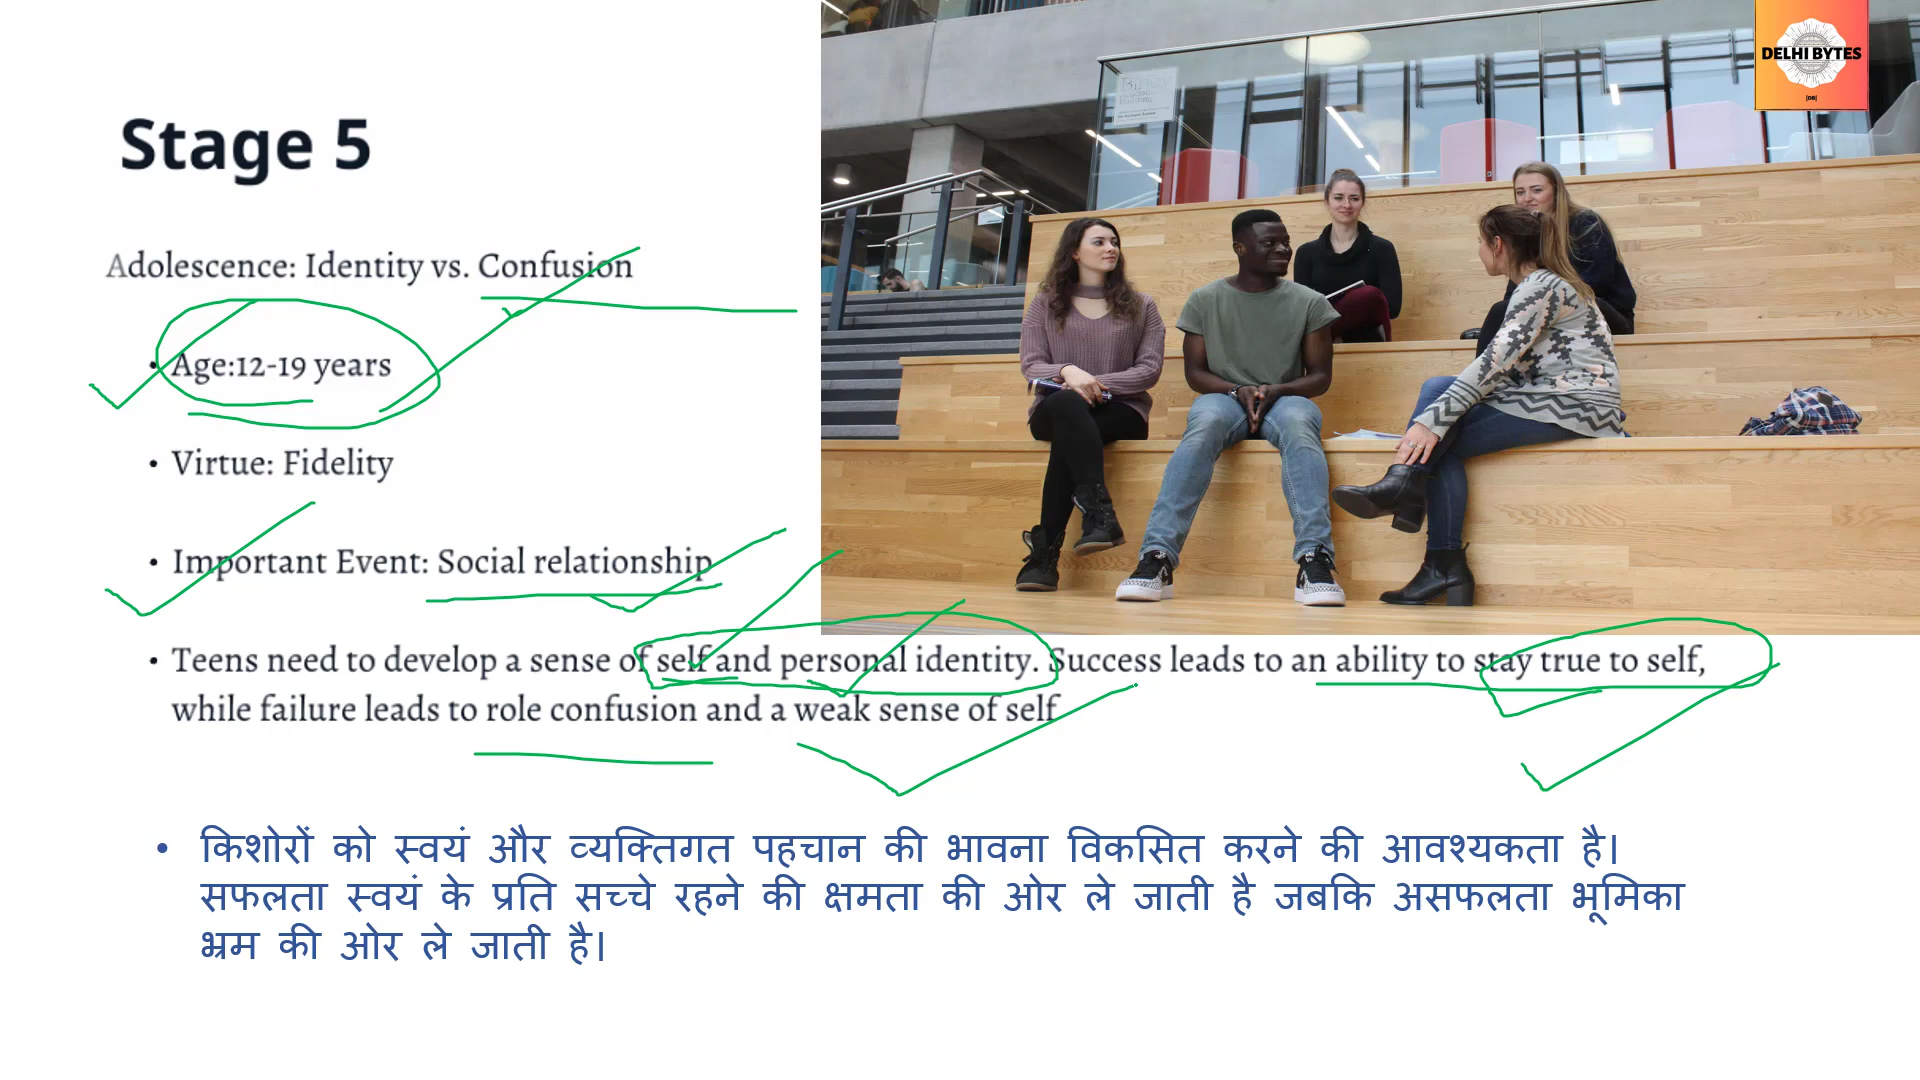 Stage 5
Adolescence: Identity vs. Confusion
• Age:12-19 years
• Virtue: Fidelity
• Important Event: Social relationship
• Teens need to develop a sense of self and personal identity. Success leads to an ability to stay true to self,
while failure leads to role confusion and a weak sense of self
• किशोरों को स्वयं और व्यक्तिगत पहचान की भावना विकसित करने की आवश्यकता है।
सफलता स्वयं के प्रति सच्चे रहने की क्षमता की ओर ले जाती है जबकि असफलता भूमिका
भ्रम की ओर ले जाती है।
DELHI BYTES
|DB|